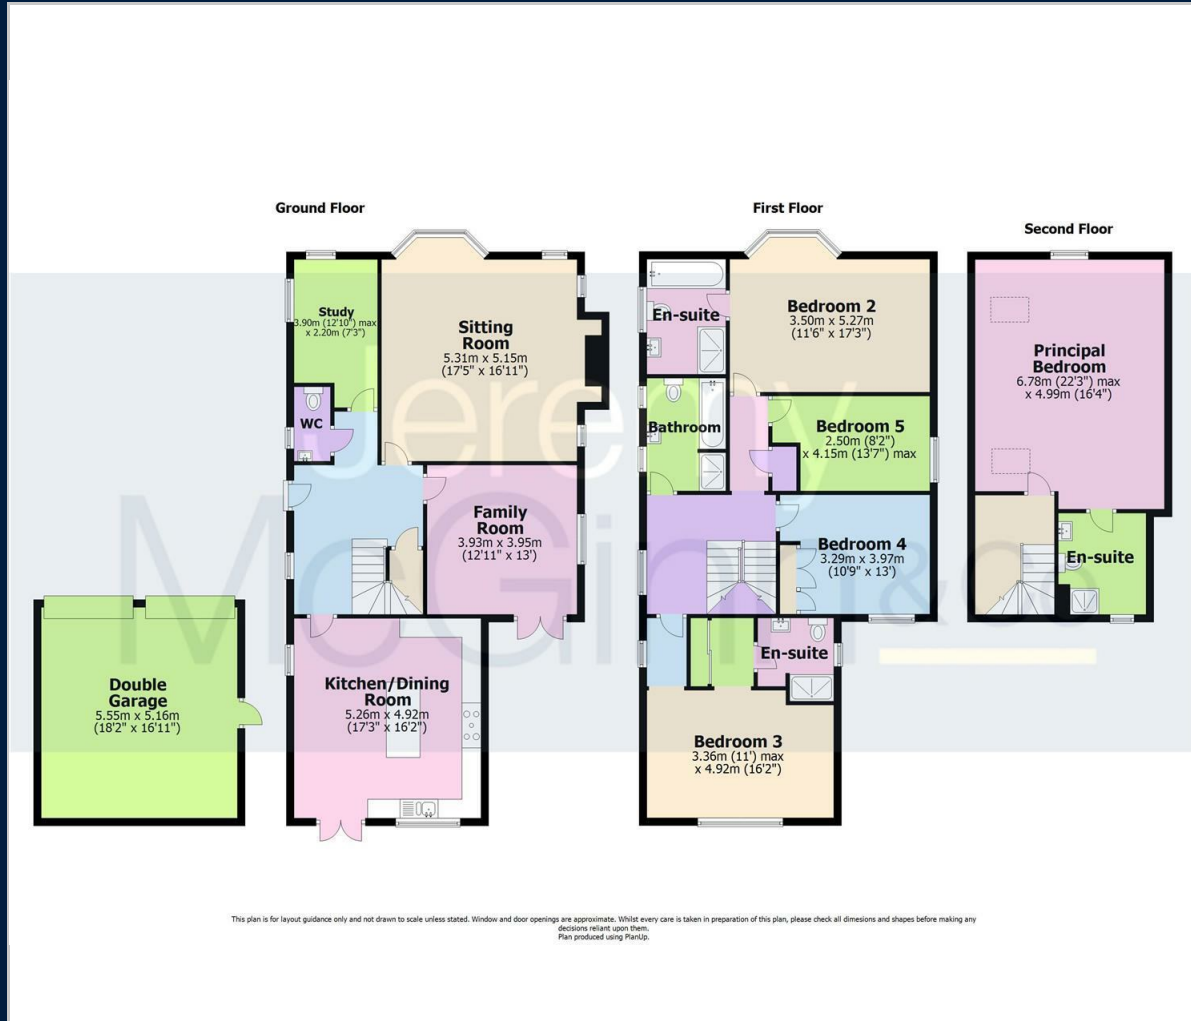 Ground Floor
First Floor
Second Floor
Study
3.90m (12'10") max
x 2.20m (7'3")
Sitting
Room
5.31m x 5.15m
(17'5" x 16'11")
WC
Family
Room
3.93m x 3.95m
(12'11" x 13')
Kitchen/Dining
Room
5.26m x 4.92m
(17'3" x 16'2")
Double
Garage
5.55m x 5.16m
(18'2" x 16'11")
En-suite
Bedroom 2
3.50m x 5.27m
(11'6" x 17'3")
Bathroom
Bedroom 5
2.50m (8'2")
x 4.15m (13'7") max
Bedroom 4
3.29m x 3.97m
(10'9" x 13')
En-suite
Bedroom 3
3.36m (11') max
x 4.92m (16'2")
Principal
Bedroom
6.78m (22'3") max
x 4.99m (16'4")
En-suite
Jeremy
McGinn & Co
This plan is for layout guidance only and not drawn to scale unless stated. Window and door openings are approximate. Whilst every care is taken in preparation of this plan, please check all dimesions and shapes before making any
decisions reliant upon them.
Plan produced using PlanUp.